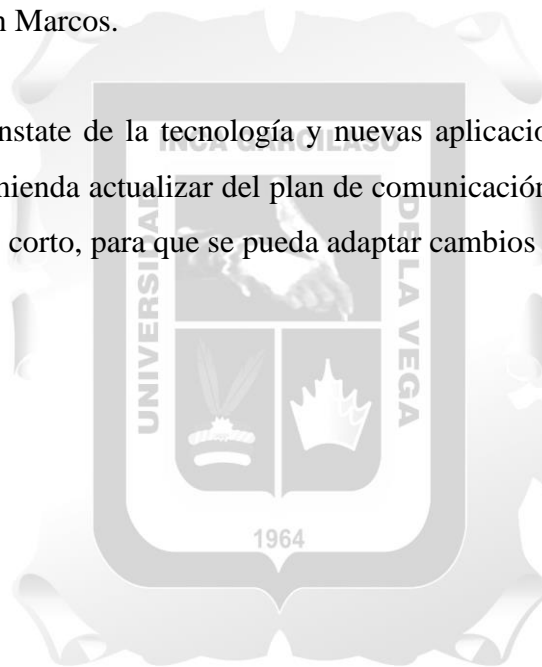 n Marcos.
nstate de la tecnología y nuevas aplicacio
mienda actualizar del plan de comunicación
corto, para que se pueda adaptar cambios
INCA GARCILASO
UNIVERSIDAD
DE LA VEGA
1964